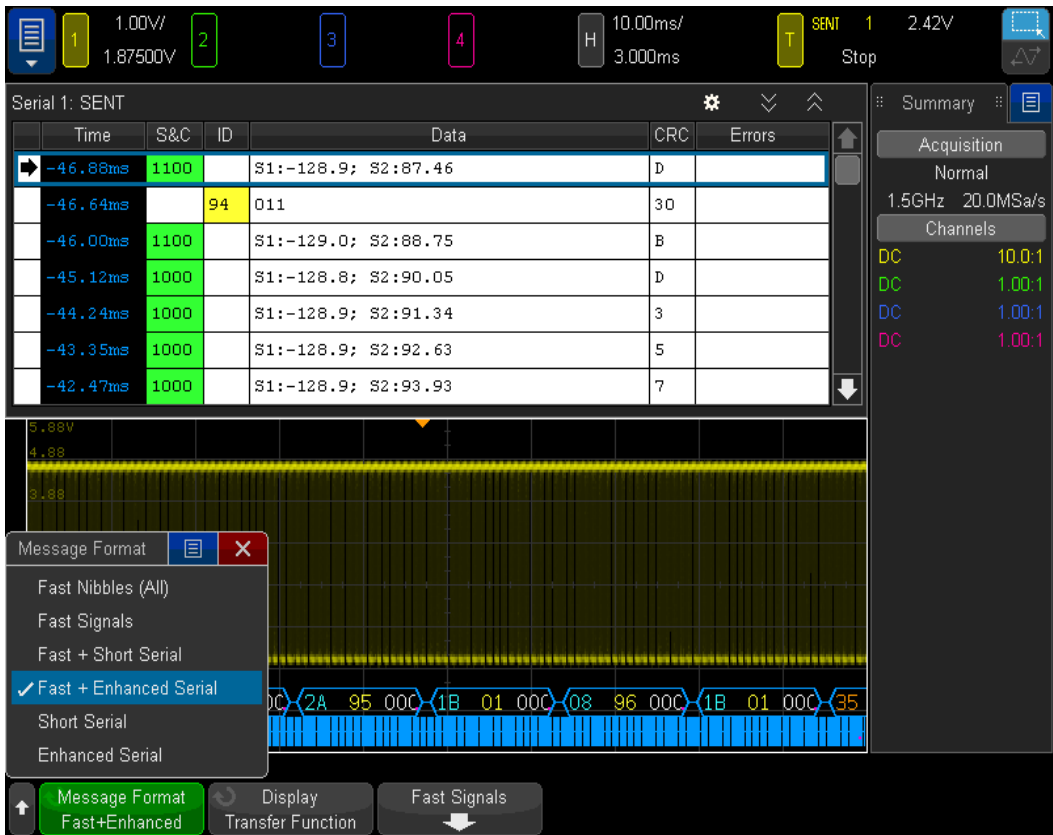 1 1.00V/ 1.87500V 2 3 4 H 10.00ms/ 3.000ms T SENT 1 2.42V Stop
Serial 1: SENT
Time S&C ID Data CRC Errors
-46.88ms 1100 S1:-128.9; S2:87.46 D
-46.64ms 94 011 30
-46.00ms 1100 S1:-129.0; S2:88.75 B
-45.12ms 1000 S1:-128.8; S2:90.05 D
-44.24ms 1000 S1:-128.9; S2:91.34 3
-43.35ms 1000 S1:-128.9; S2:92.63 5
-42.47ms 1000 S1:-128.9; S2:93.93 7
Summary
Acquisition
Normal
1.5GHz 20.0MSa/s
Channels
DC 10.0:1
DC 1.00:1
DC 1.00:1
DC 1.00:1
5.88V
4.88
3.88
Message Format
Fast Nibbles (All)
Fast Signals
Fast + Short Serial
Fast + Enhanced Serial
Short Serial
Enhanced Serial
2A 95 000 1B 01 000 08 96 000 1B 01 000 35
Message Format
Fast+Enhanced
Display
Transfer Function
Fast Signals